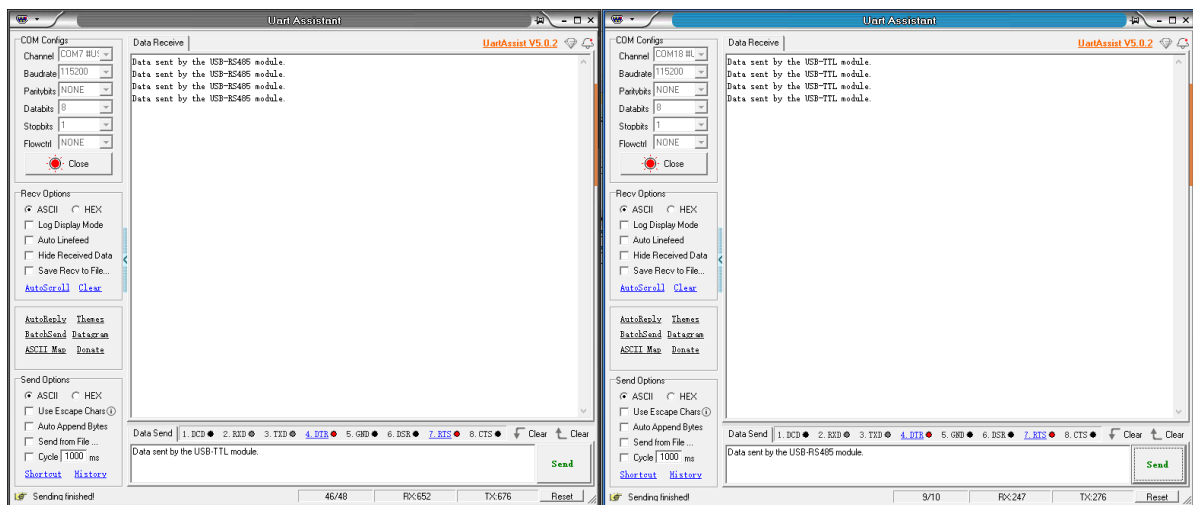 Uart Assistant
COM Configs
Channel COM7 #US
Baudrate 115200
Paritybits NONE
Databits 8
Stopbits 1
Flowctrl NONE
Close
Recv Options
ASCII HEX
Log Display Mode
Auto Linefeed
Hide Received Data
Save Recv to File...
AutoScroll Clear
AutoReply Themes
BatchSend Datagram
ASCII Map Donate
Send Options
ASCII HEX
Use Escape Chars
Auto Append Bytes
Send from File ...
Cycle 1000 ms
Shortcut History
Data Receive UartAssist V5.0.2
Data sent by the USB-RS485 module.
Data sent by the USB-RS485 module.
Data sent by the USB-RS485 module.
Data sent by the USB-RS485 module.
Data Send 1.DCD 2.RXD 3.TXD 4.DTR 5.GND 6.DSR 7.RTS 8.CTS Clear Clear
Data sent by the USB-TTL module.
Send
Sending finished! 46/48 RX:652 TX:676 Reset
Uart Assistant
COM Configs
Channel COM18 #U
Baudrate 115200
Paritybits NONE
Databits 8
Stopbits 1
Flowctrl NONE
Close
Recv Options
ASCII HEX
Log Display Mode
Auto Linefeed
Hide Received Data
Save Recv to File...
AutoScroll Clear
AutoReply Themes
BatchSend Datagram
ASCII Map Donate
Send Options
ASCII HEX
Use Escape Chars
Auto Append Bytes
Send from File ...
Cycle 1000 ms
Shortcut History
Data Receive UartAssist V5.0.2
Data sent by the USB-TTL module.
Data sent by the USB-TTL module.
Data sent by the USB-TTL module.
Data sent by the USB-TTL module.
Data Send 1.DCD 2.RXD 3.TXD 4.DTR 5.GND 6.DSR 7.RTS 8.CTS Clear Clear
Data sent by the USB-RS485 module.
Send
Sending finished! 9/10 RX:247 TX:276 Reset